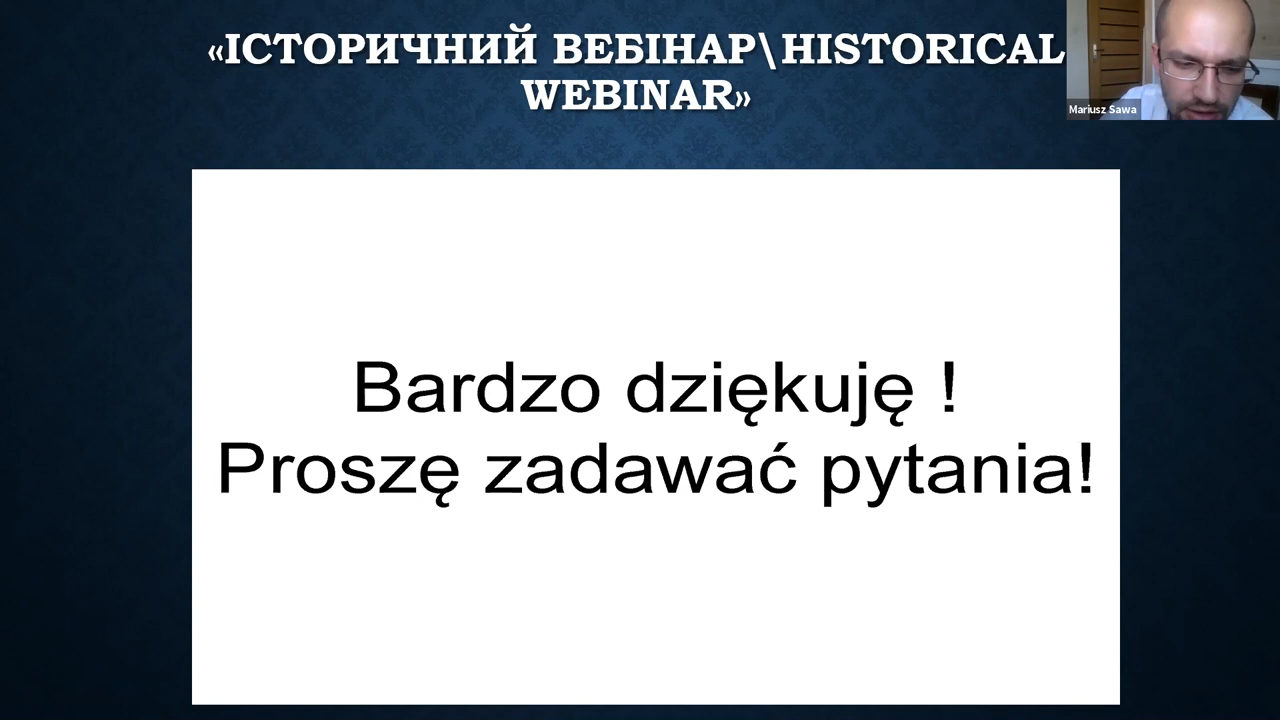 «ІСТОРИЧНИЙ ВЕБІНАР\HISTORICAL
WEBINAR»
Mariusz Sawa
Bardzo dziękuję !
Proszę zadawać pytania!